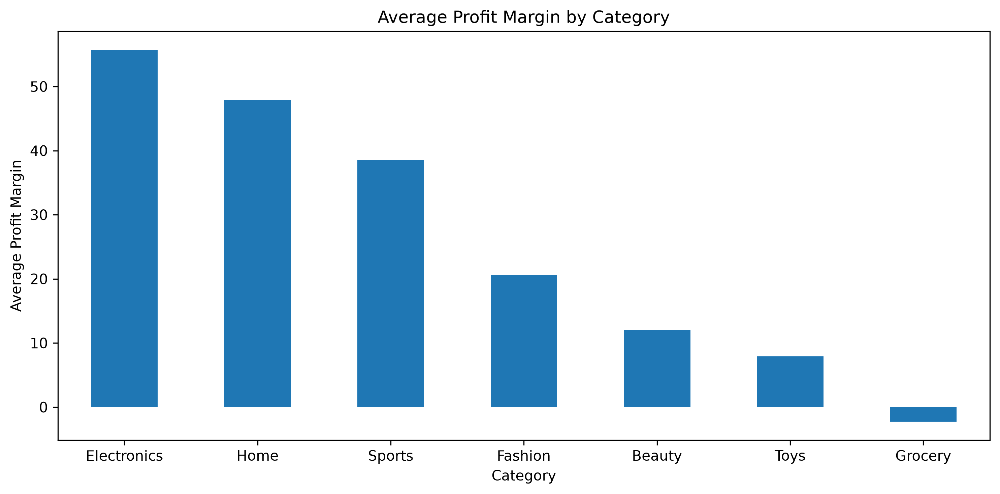 Average Profit Margin by Category
Average Profit Margin
50
40
30
20
10
0
Electronics Home Sports Fashion Beauty Toys Grocery
Category